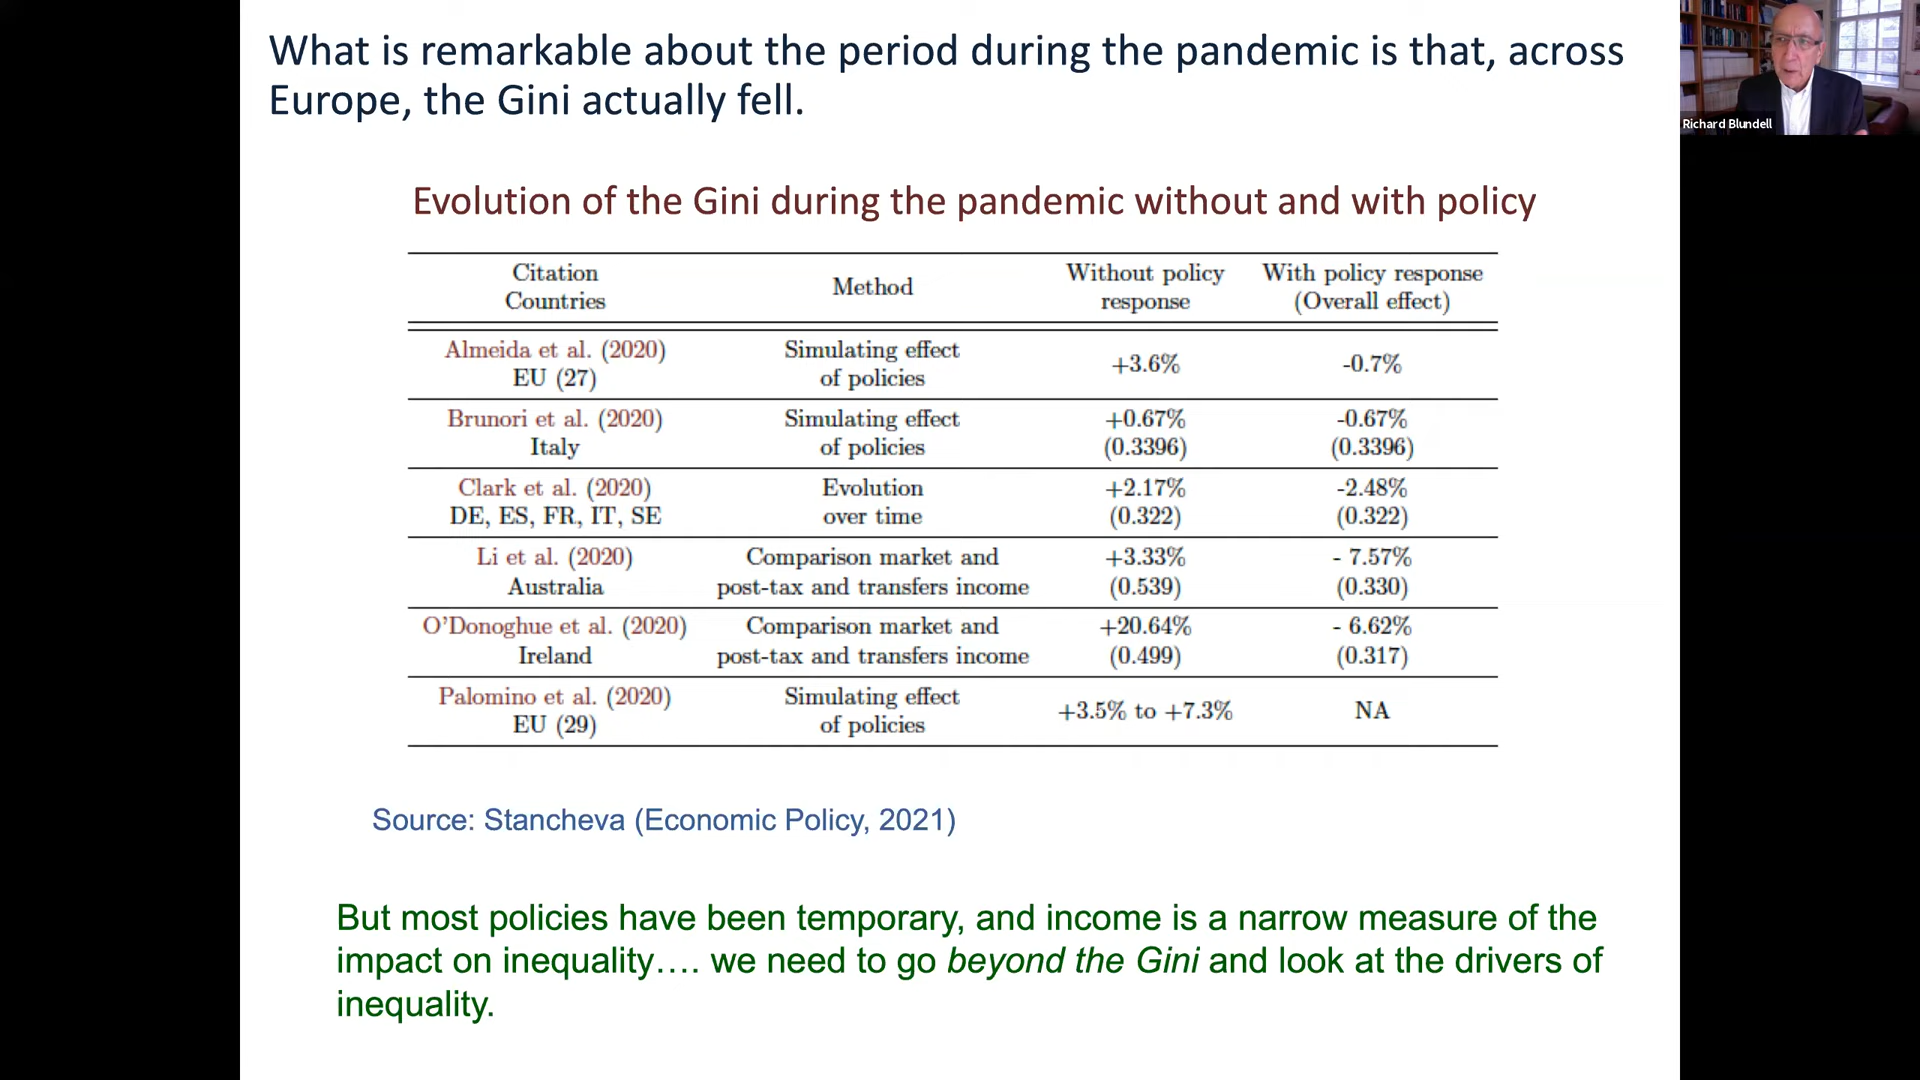 What is remarkable about the period during the pandemic is that, across
Europe, the Gini actually fell.
Richard Blundell
Evolution of the Gini during the pandemic without and with policy
Citation
Countries
Method
Without policy
response
With policy response
(Overall effect)
Almeida et al. (2020)
EU (27)
Simulating effect
of policies
+3.6%
-0.7%
Brunori et al. (2020)
Italy
Simulating effect
of policies
+0.67%
(0.3396)
-0.67%
(0.3396)
Clark et al. (2020)
DE, ES, FR, IT, SE
Evolution
over time
+2.17%
(0.322)
-2.48%
(0.322)
Li et al. (2020)
Australia
Comparison market and
post-tax and transfers income
+3.33%
(0.539)
- 7.57%
(0.330)
O'Donoghue et al. (2020)
Ireland
Comparison market and
post-tax and transfers income
+20.64%
(0.499)
- 6.62%
(0.317)
Palomino et al. (2020)
EU (29)
Simulating effect
of policies
+3.5% to +7.3%
NA
Source: Stancheva (Economic Policy, 2021)
But most policies have been temporary, and income is a narrow measure of the
impact on inequality…. we need to go beyond the Gini and look at the drivers of
inequality.